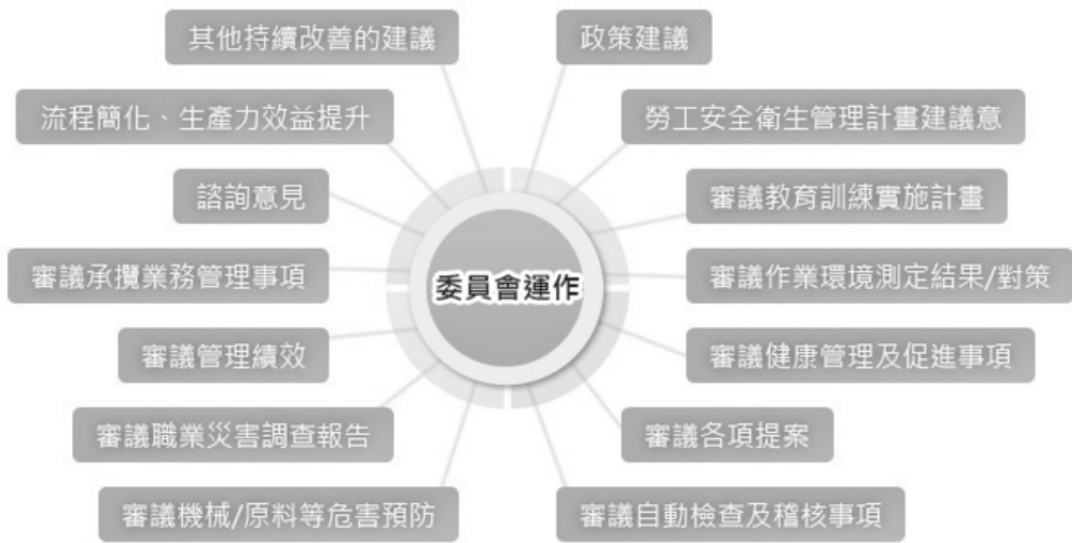 其他持續改善的建議
政策建議
流程簡化、生產力效益提升
勞工安全衛生管理計畫建議意
諮詢意見
審議教育訓練實施計畫
審議承攬業務管理事項
委員會運作
審議作業環境測定結果/對策
審議管理績效
審議健康管理及促進事項
審議職業災害調查報告
審議各項提案
審議機械/原料等危害預防
審議自動檢查及稽核事項